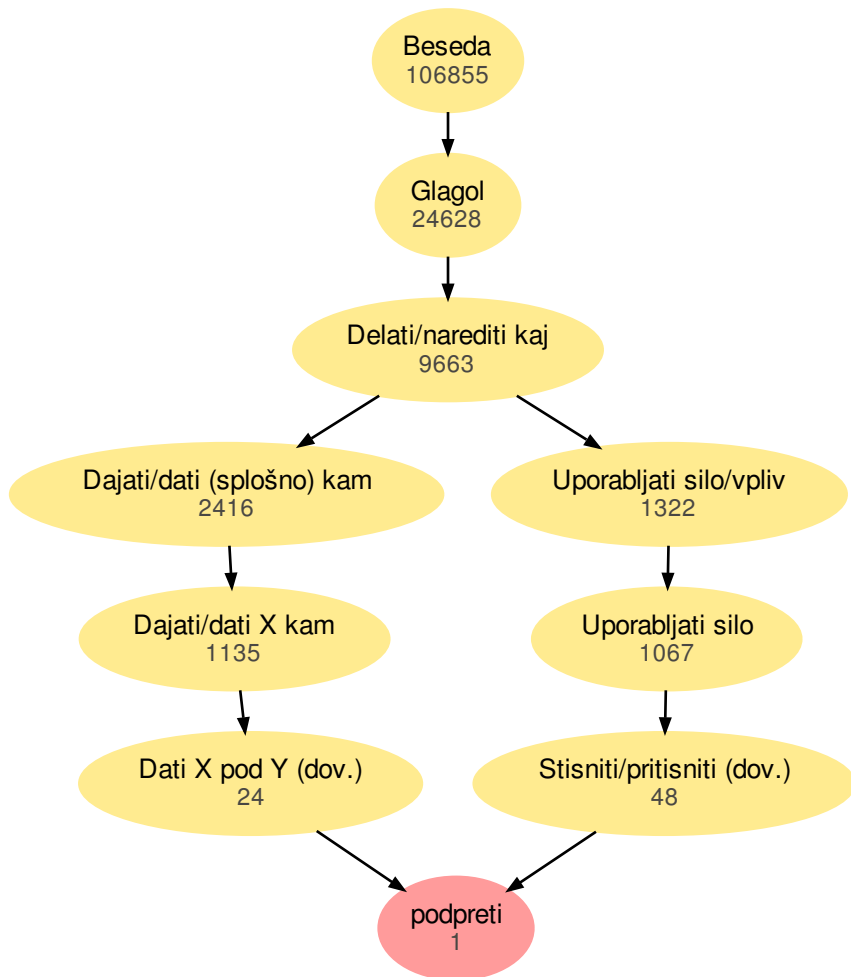 Beseda
106855
Glagol
24628
Delati/narediti kaj
9663
Dajati/dati (splošno) kam
2416
Uporabljati silo/vpliv
1322
Dajati/dati X kam
1135
Uporabljati silo
1067
Dati X pod Y (dov.)
24
Stisniti/pritisniti (dov.)
48
podpreti
1